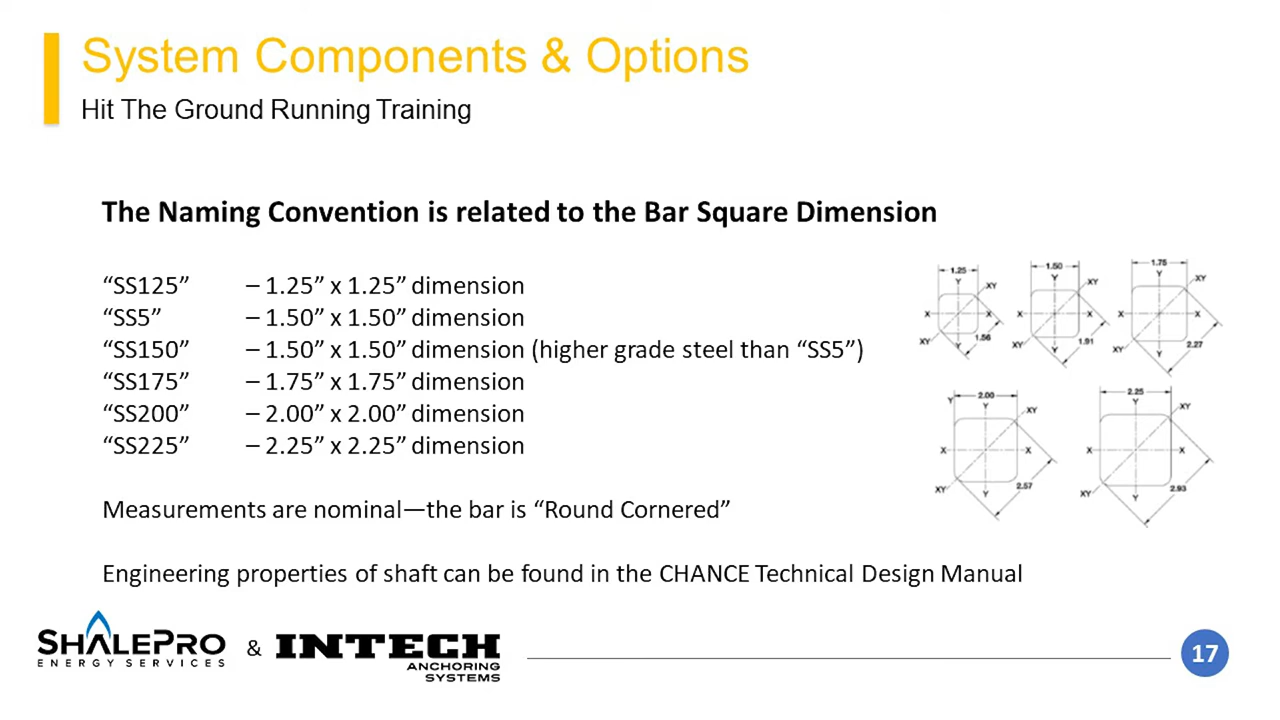 System Components & Options
Hit The Ground Running Training
The Naming Convention is related to the Bar Square Dimension
“SS125” – 1.25” x 1.25” dimension
“SS5” – 1.50” x 1.50” dimension
“SS150” – 1.50” x 1.50” dimension (higher grade steel than “SS5”)
“SS175” – 1.75” x 1.75” dimension
“SS200” – 2.00” x 2.00” dimension
“SS225” – 2.25” x 2.25” dimension
1.25
Y
XY
X
X
XY
Y
1.56
1.50
Y
XY
X
X
XY
Y
1.91
1.75
Y
XY
X
X
XY
Y
2.27
Y
2.00
Y
XY
X
X
XY
Y
2.57
2.25
Y
XY
X
X
XY
Y
2.93
Measurements are nominal—the bar is “Round Cornered”
Engineering properties of shaft can be found in the CHANCE Technical Design Manual
SHALEPRO
ENERGY SERVICES
&
INTECH
ANCHORING
SYSTEMS
17